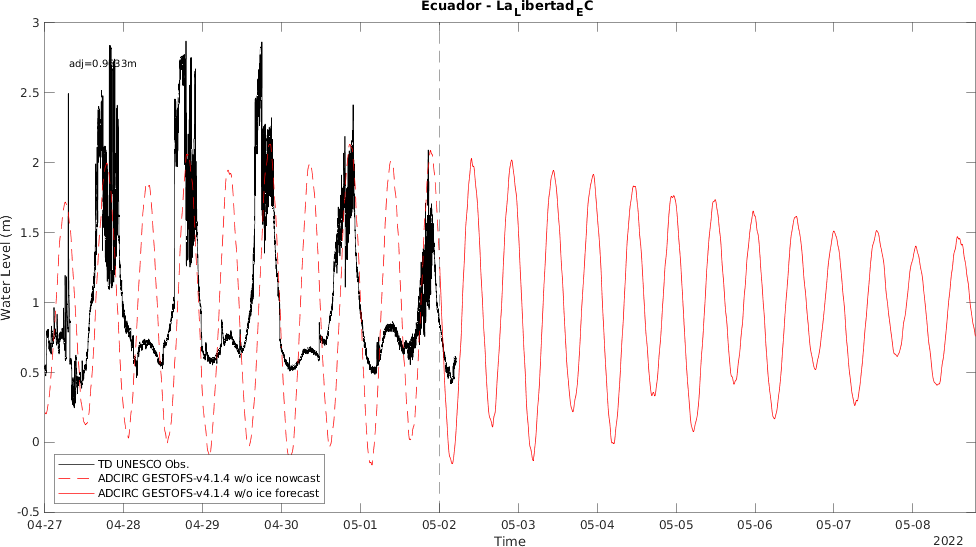 Ecuador - LaLibertadEC
adj=0.9633m
3
2.5
2
1.5
1
0.5
0
-0.5
Water Level (m)
TD UNESCO Obs.
ADCIRC GESTOFS-v4.1.4 w/o ice nowcast
ADCIRC GESTOFS-v4.1.4 w/o ice forecast
04-27 04-28 04-29 04-30 05-01 05-02 05-03 05-04 05-05 05-06 05-07 05-08
Time
2022